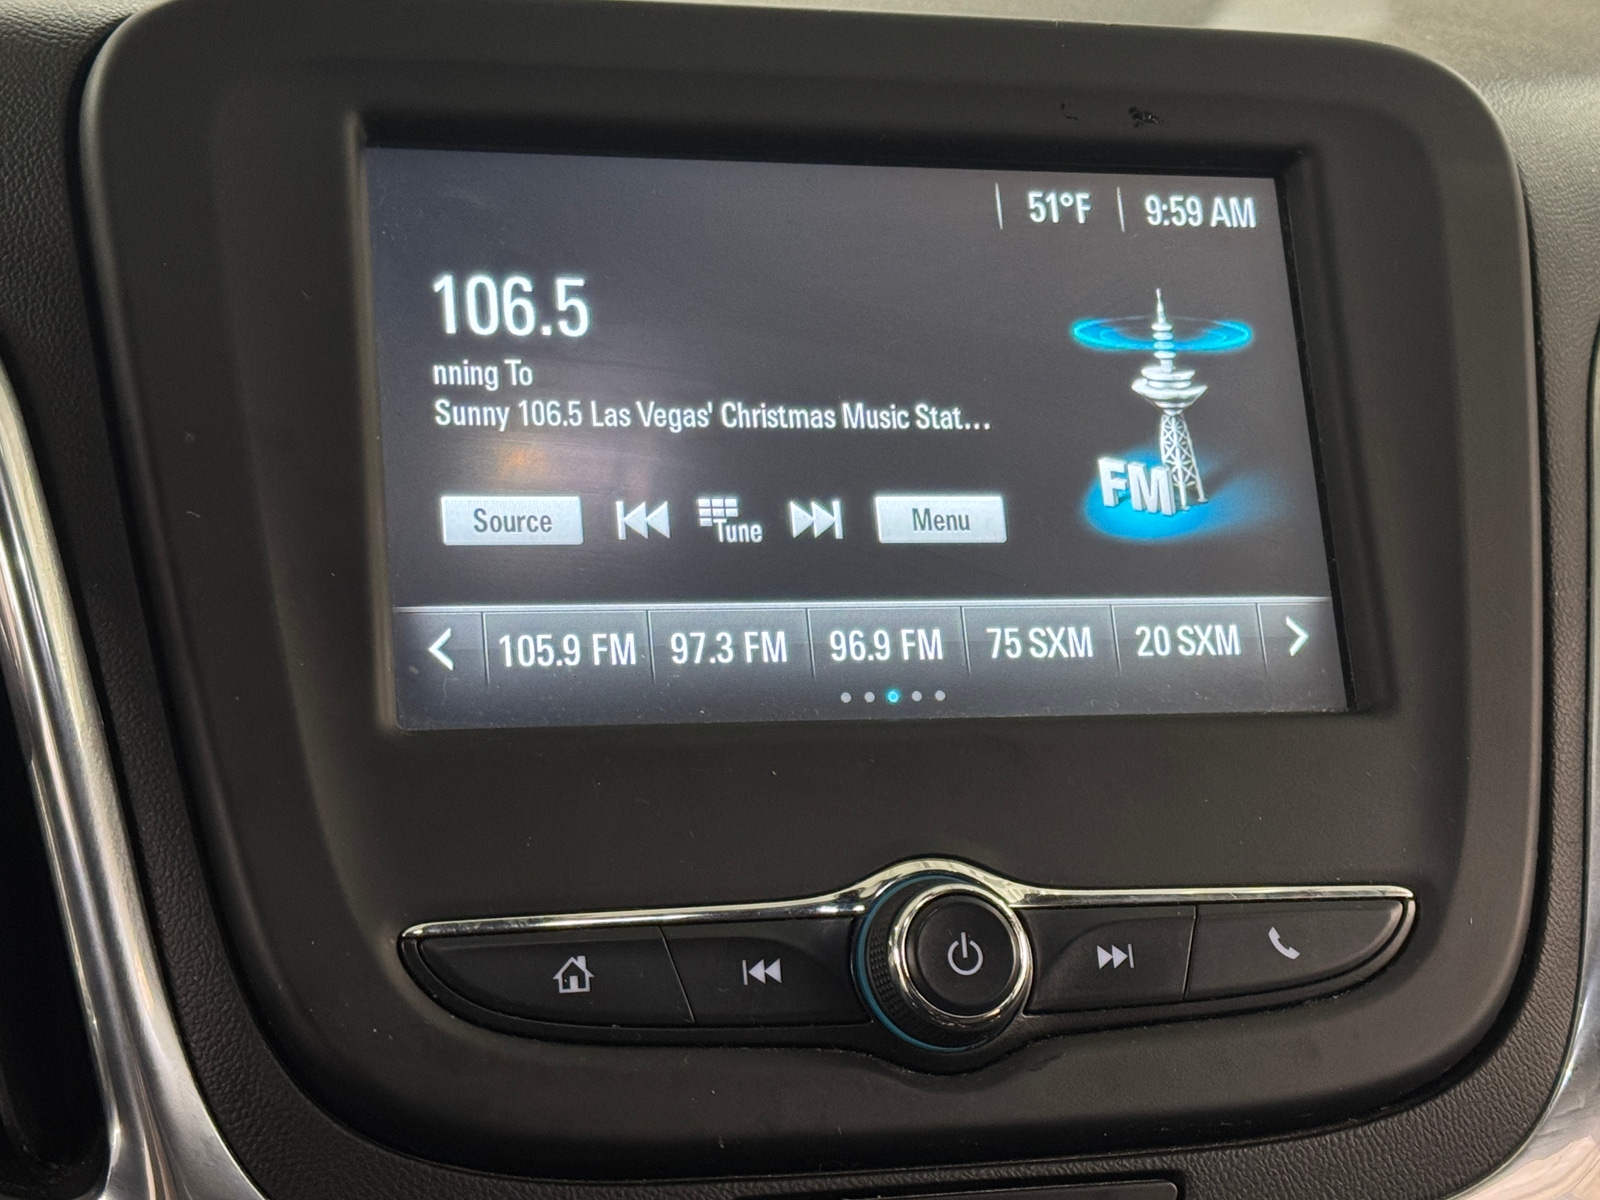 51°F 9:59 AM
106.5
nning To
Sunny 106.5 Las Vegas' Christmas Music Stat...
Source Tune Menu
FM
105.9 FM 97.3 FM 96.9 FM 75 SXM 20 SXM